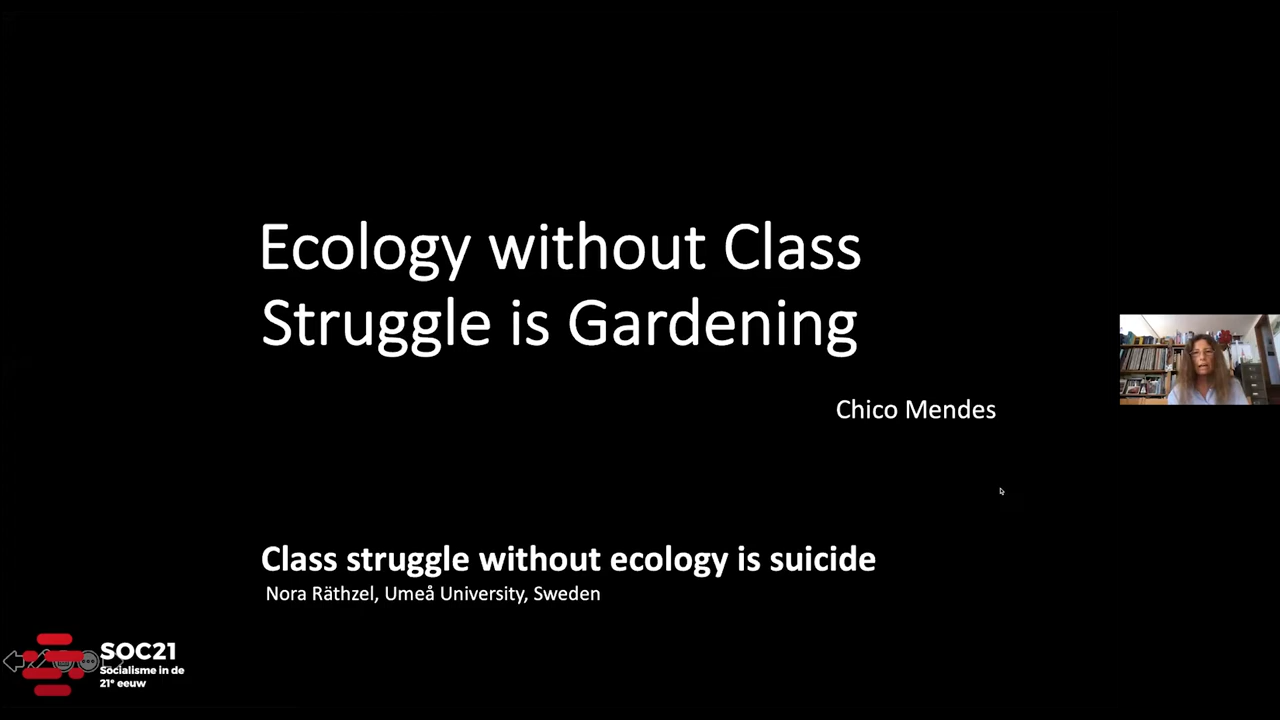 Ecology without Class
Struggle is Gardening
Chico Mendes
Class struggle without ecology is suicide
Nora Räthzel, Umeå University, Sweden
SOC21
Socialisme in de
21e eeuw